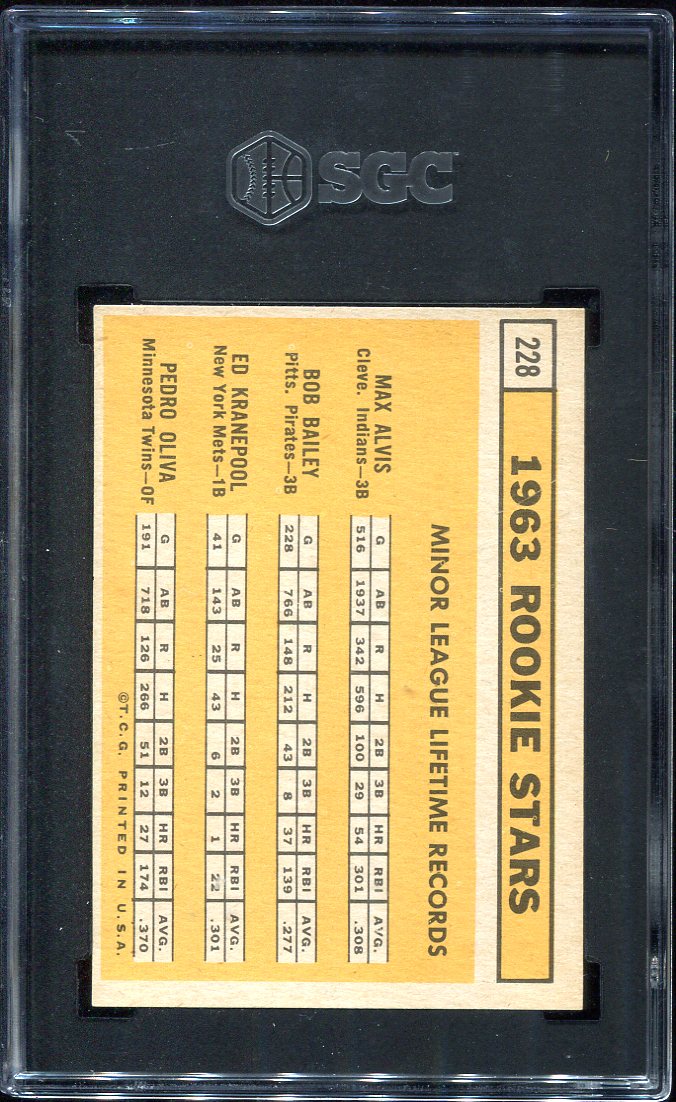 SGC
228
1963 ROOKIE STARS
MINOR LEAGUE LIFETIME RECORDS
MAX ALVIS
Cleve. Indians—3B
G AB R H 2B 3B HR RBI AVG.
516 1937 342 596 100 29 54 301 .308
BOB BAILEY
Pitts. Pirates—3B
G AB R H 2B 3B HR RBI AVG.
228 766 148 212 43 8 37 139 .277
ED KRANEPOOL
New York Mets—1B
G AB R H 2B 3B HR RBI AVG.
41 143 25 43 6 2 1 22 .301
PEDRO OLIVA
Minnesota Twins—OF
G AB R H 2B 3B HR RBI AVG.
191 718 126 266 51 12 27 174 .370
©T.C.G. PRINTED IN U.S.A.